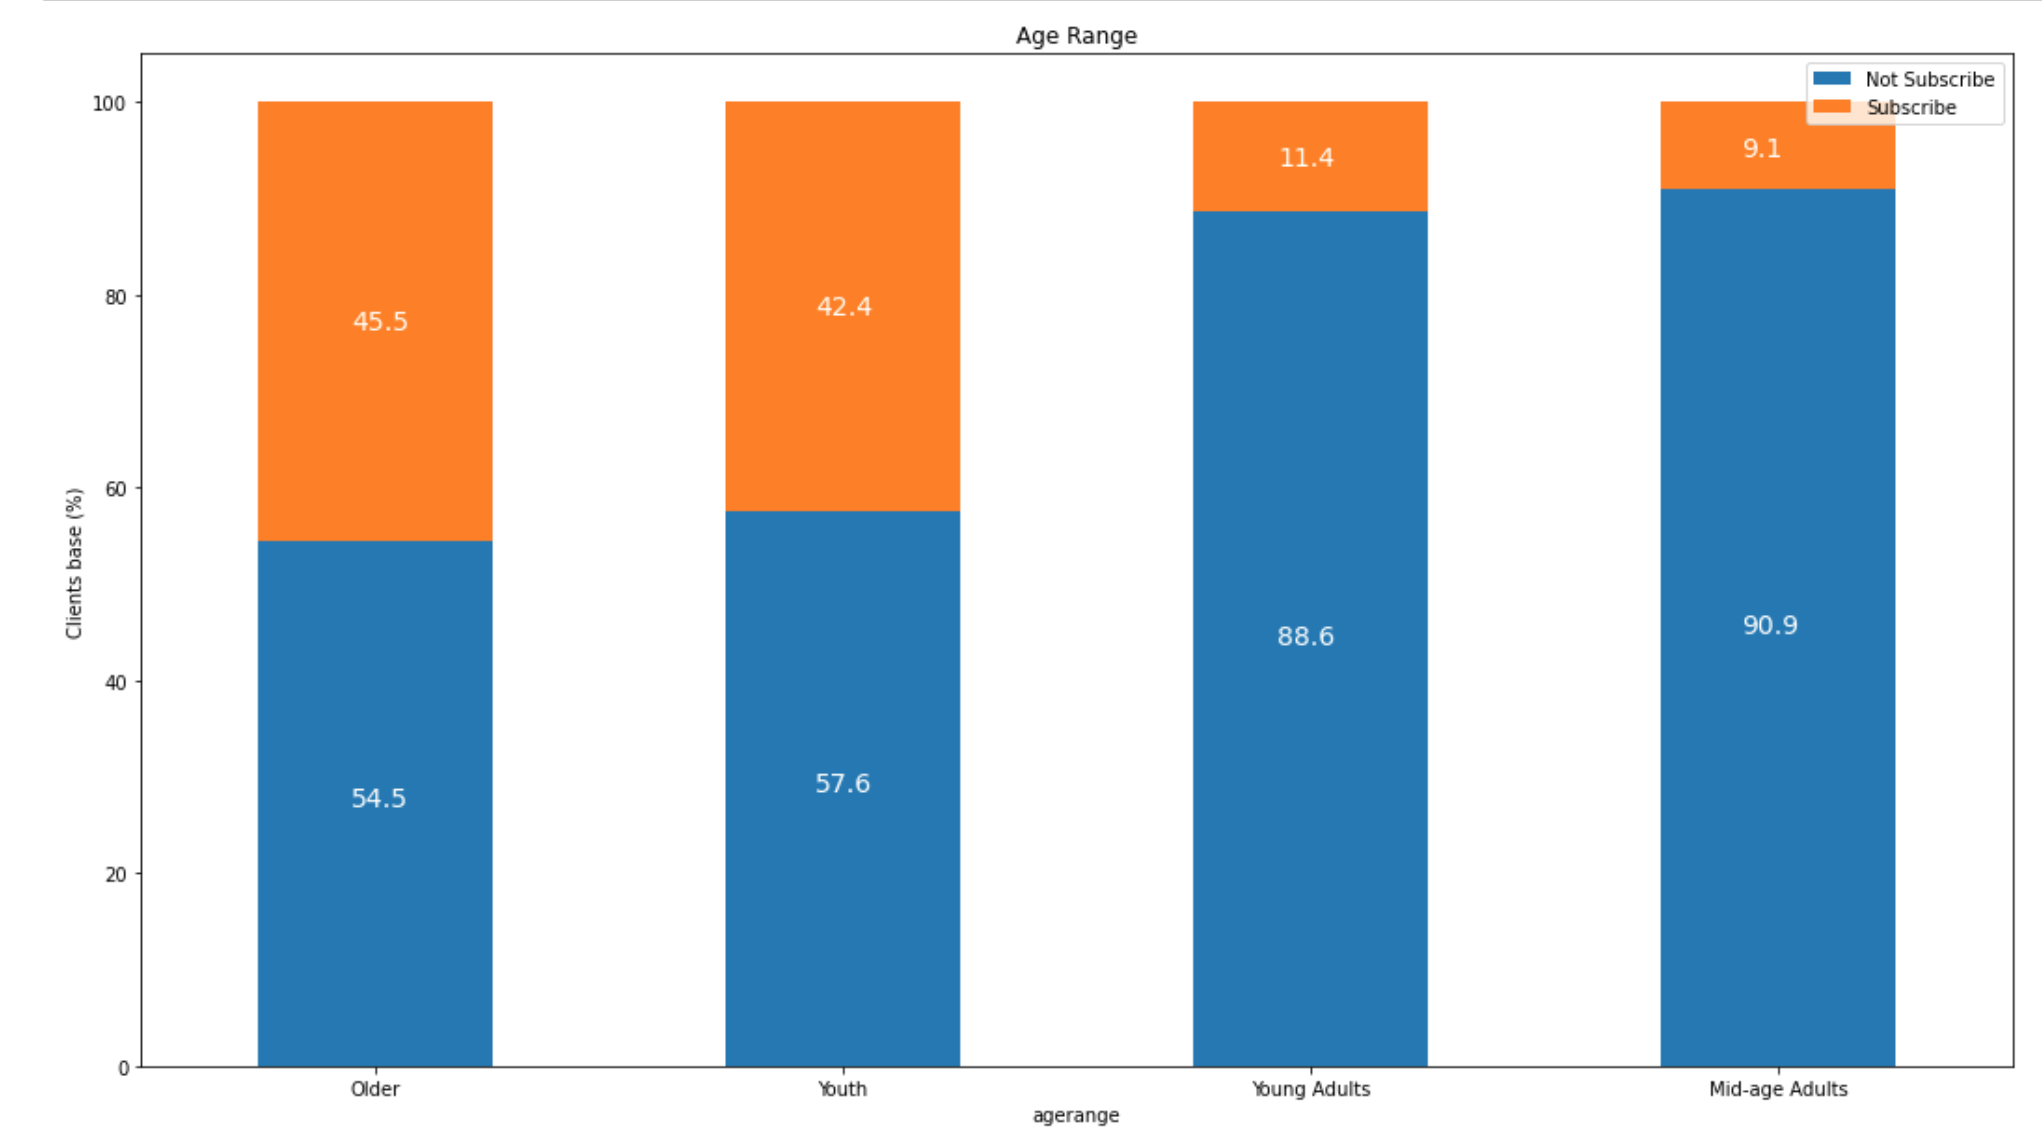 Age Range
Not Subscribe
Subscribe
100
80
60
40
20
0
Clients base (%)
45.5
42.4
11.4
9.1
54.5
57.6
88.6
90.9
Older
Youth
Young Adults
Mid-age Adults
agerange